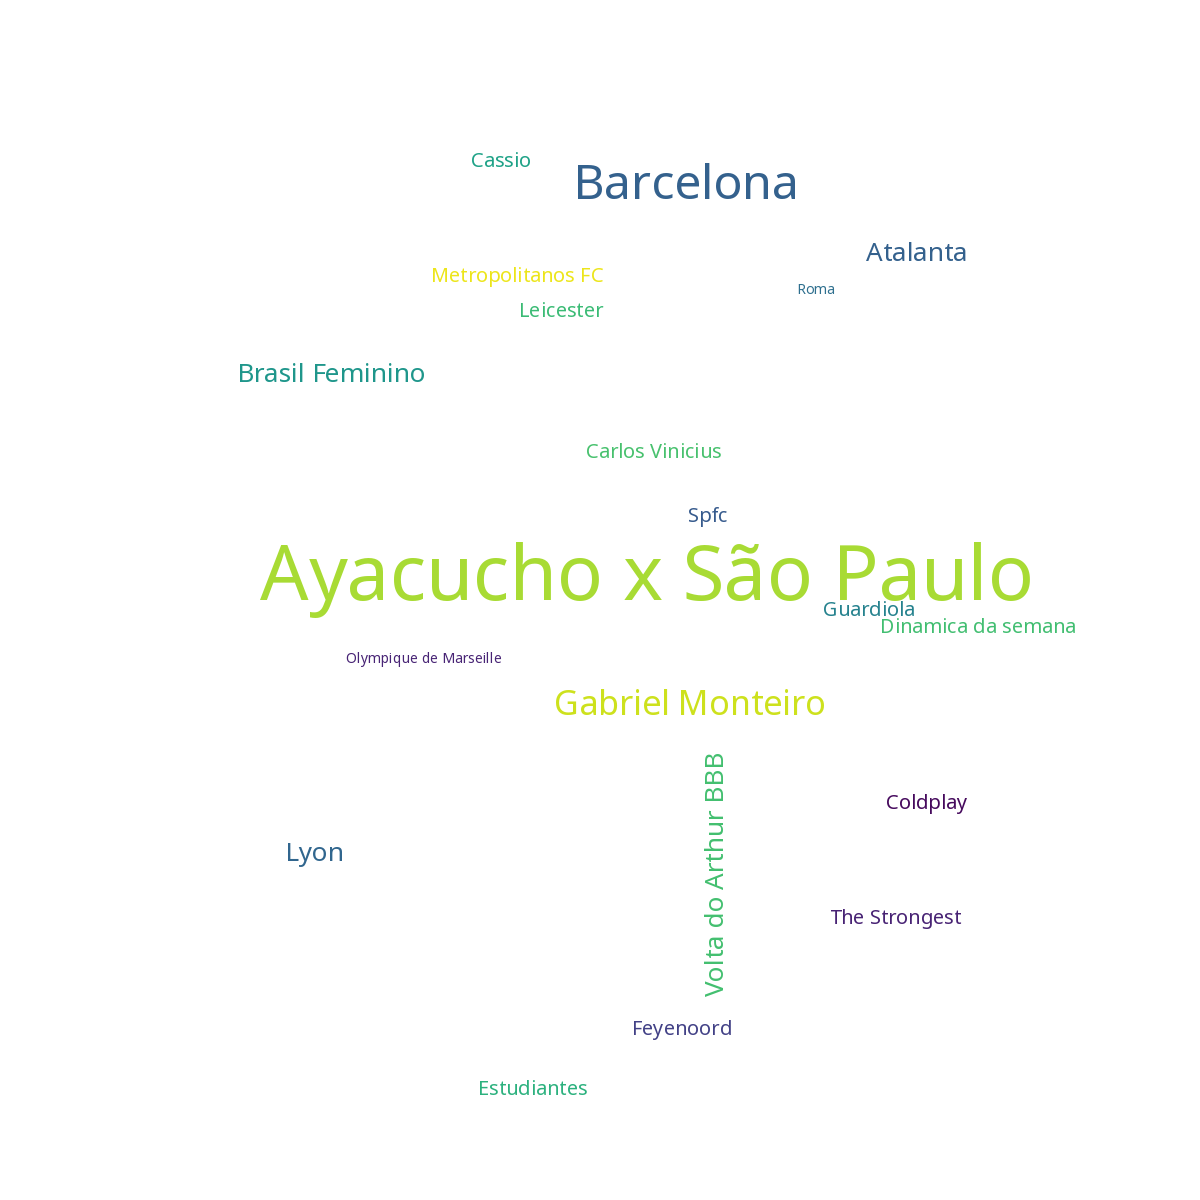 Cassio
Barcelona
Atalanta
Metropolitanos FC
Roma
Leicester
Brasil Feminino
Carlos Vinicius
Spfc
Ayacucho x São Paulo
Guardiola
Dinamica da semana
Olympique de Marseille
Gabriel Monteiro
Volta do Arthur BBB
Coldplay
Lyon
The Strongest
Feyenoord
Estudiantes